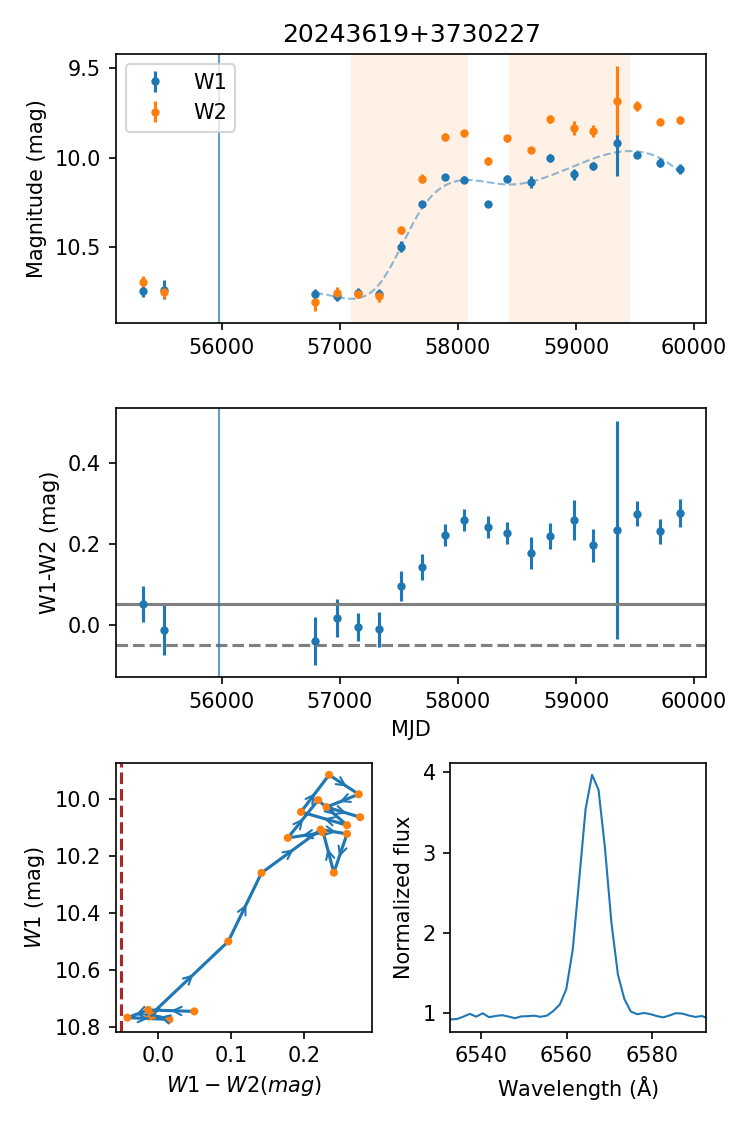 20243619+3730227
9.5
10.0
10.5
Magnitude (mag)
W1
W2
56000 57000 58000 59000 60000
0.4
0.2
0.0
W1-W2 (mag)
56000 57000 58000 59000 60000
MJD
10.0
10.2
10.4
10.6
10.8
W1 (mag)
0.0 0.1 0.2
W1 − W2(mag)
4
3
2
1
Normalized flux
6540 6560 6580
Wavelength (Å)